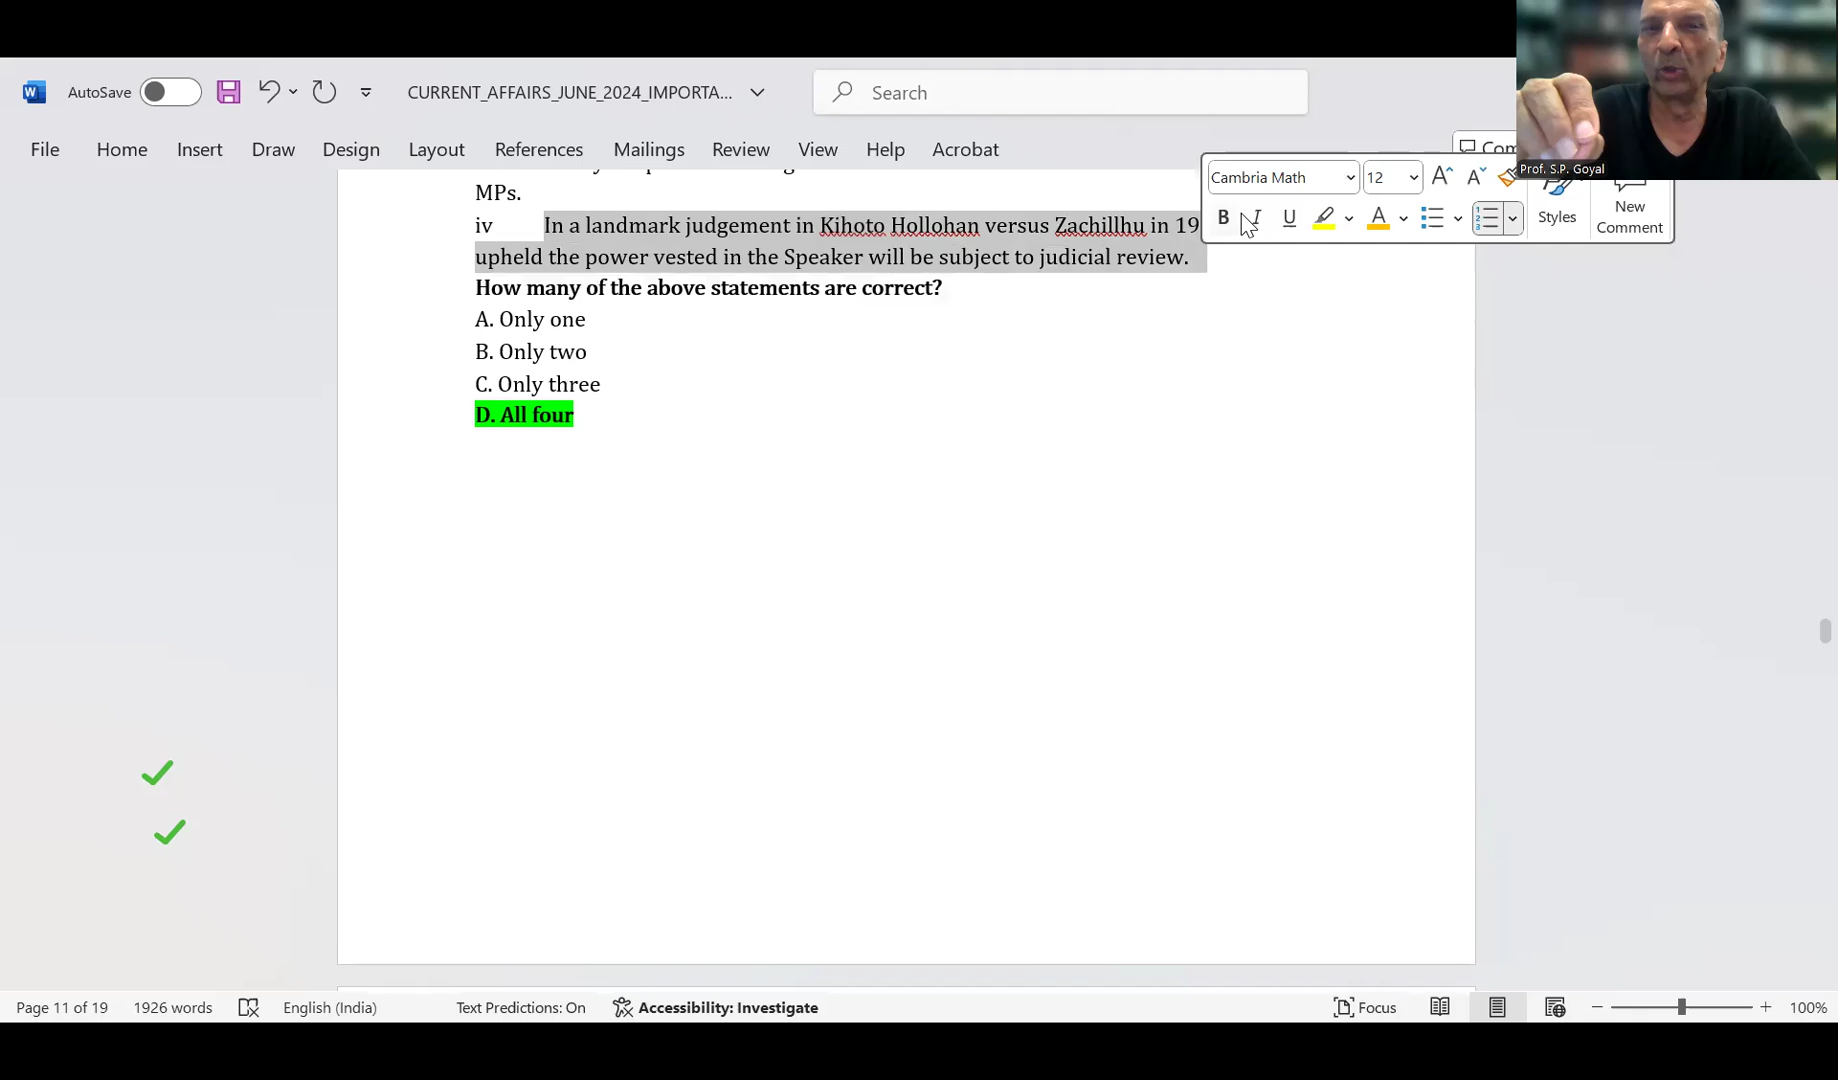 AutoSave
CURRENT_AFFAIRS_JUNE_2024_IMPORTA...
Search
File Home Insert Draw Design Layout References Mailings Review View Help Acrobat
Prof. S.P. Goyal
Cambria Math 12
B I U A Styles New Comment
MPs.
iv In a landmark judgement in Kihoto Hollohan versus Zachillhu in 19
upheld the power vested in the Speaker will be subject to judicial review.
How many of the above statements are correct?
A. Only one
B. Only two
C. Only three
D. All four
Page 11 of 19 1926 words English (India) Text Predictions: On Accessibility: Investigate Focus 100%